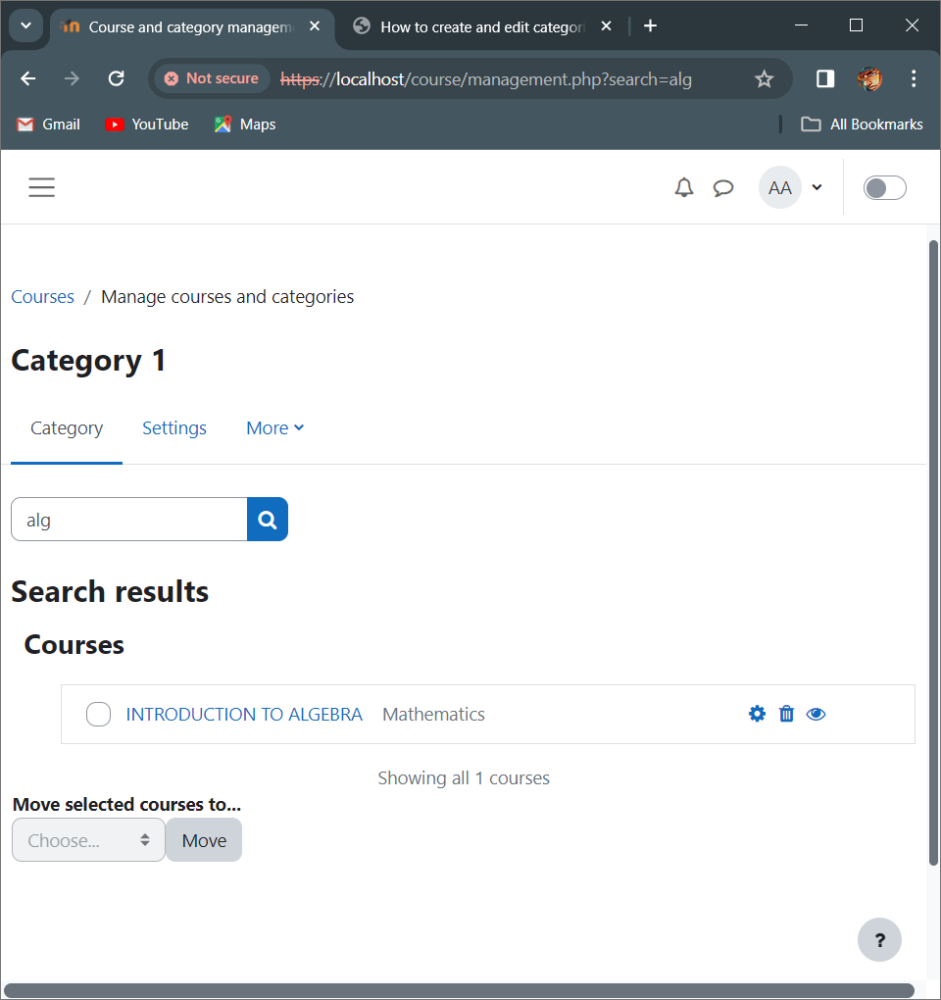 Course and category managem
How to create and edit categori
Not secure https://localhost/course/management.php?search=alg
Gmail YouTube Maps All Bookmarks
AA
Courses / Manage courses and categories
Category 1
Category Settings More
alg
Search results
Courses
INTRODUCTION TO ALGEBRA Mathematics
Showing all 1 courses
Move selected courses to...
Choose... Move
?